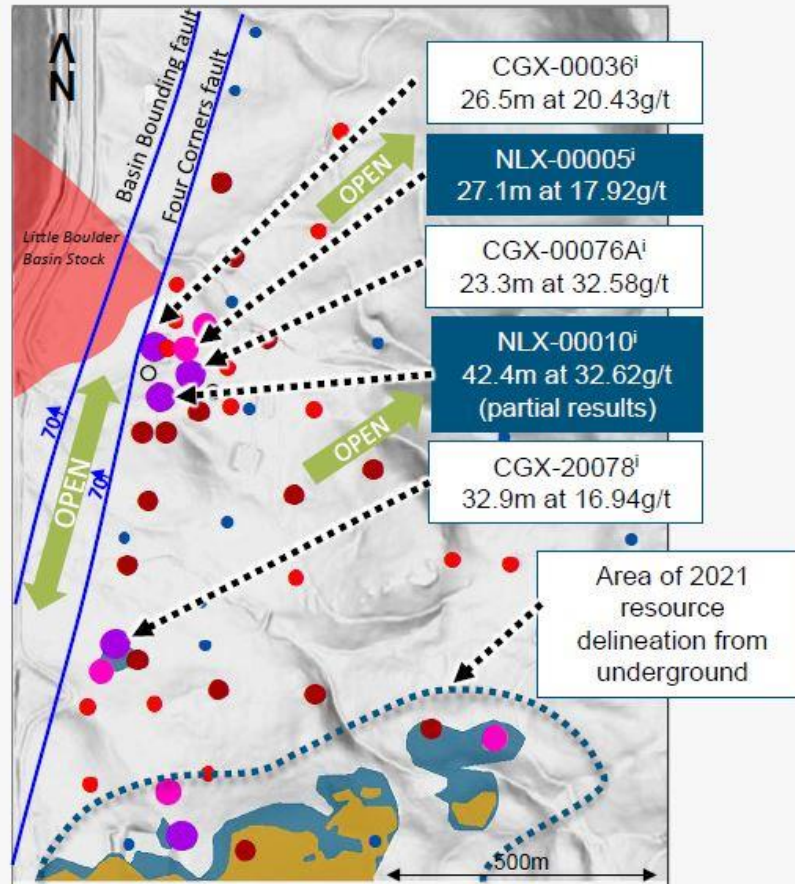 N
Basin Bounding fault
Four Corners fault
CGX-00036ⁱ
26.5m at 20.43g/t
OPEN
NLX-00005ⁱ
27.1m at 17.92g/t
Little Boulder
Basin Stock
CGX-00076Aⁱ
23.3m at 32.58g/t
NLX-00010ⁱ
42.4m at 32.62g/t
(partial results)
70
OPEN
OPEN
70
CGX-20078ⁱ
32.9m at 16.94g/t
Area of 2021
resource
delineation from
underground
500m